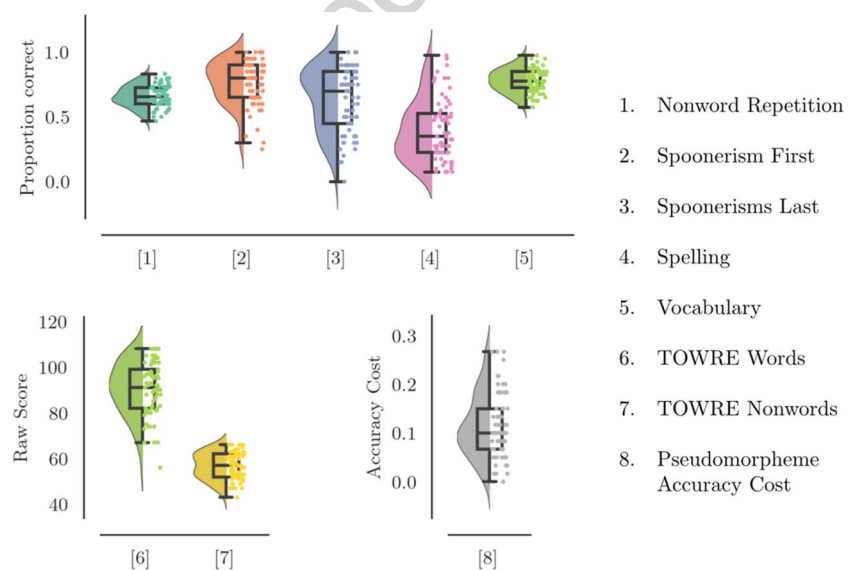 Proportion correct
1.0
0.5
0.0
[1] [2] [3] [4] [5]
1. Nonword Repetition
2. Spoonerism First
3. Spoonerisms Last
4. Spelling
5. Vocabulary
6. TOWRE Words
7. TOWRE Nonwords
8. Pseudomorpheme
Accuracy Cost
Raw Score
120
100
80
60
40
[6] [7]
Accuracy Cost
0.3
0.2
0.1
0.0
[8]